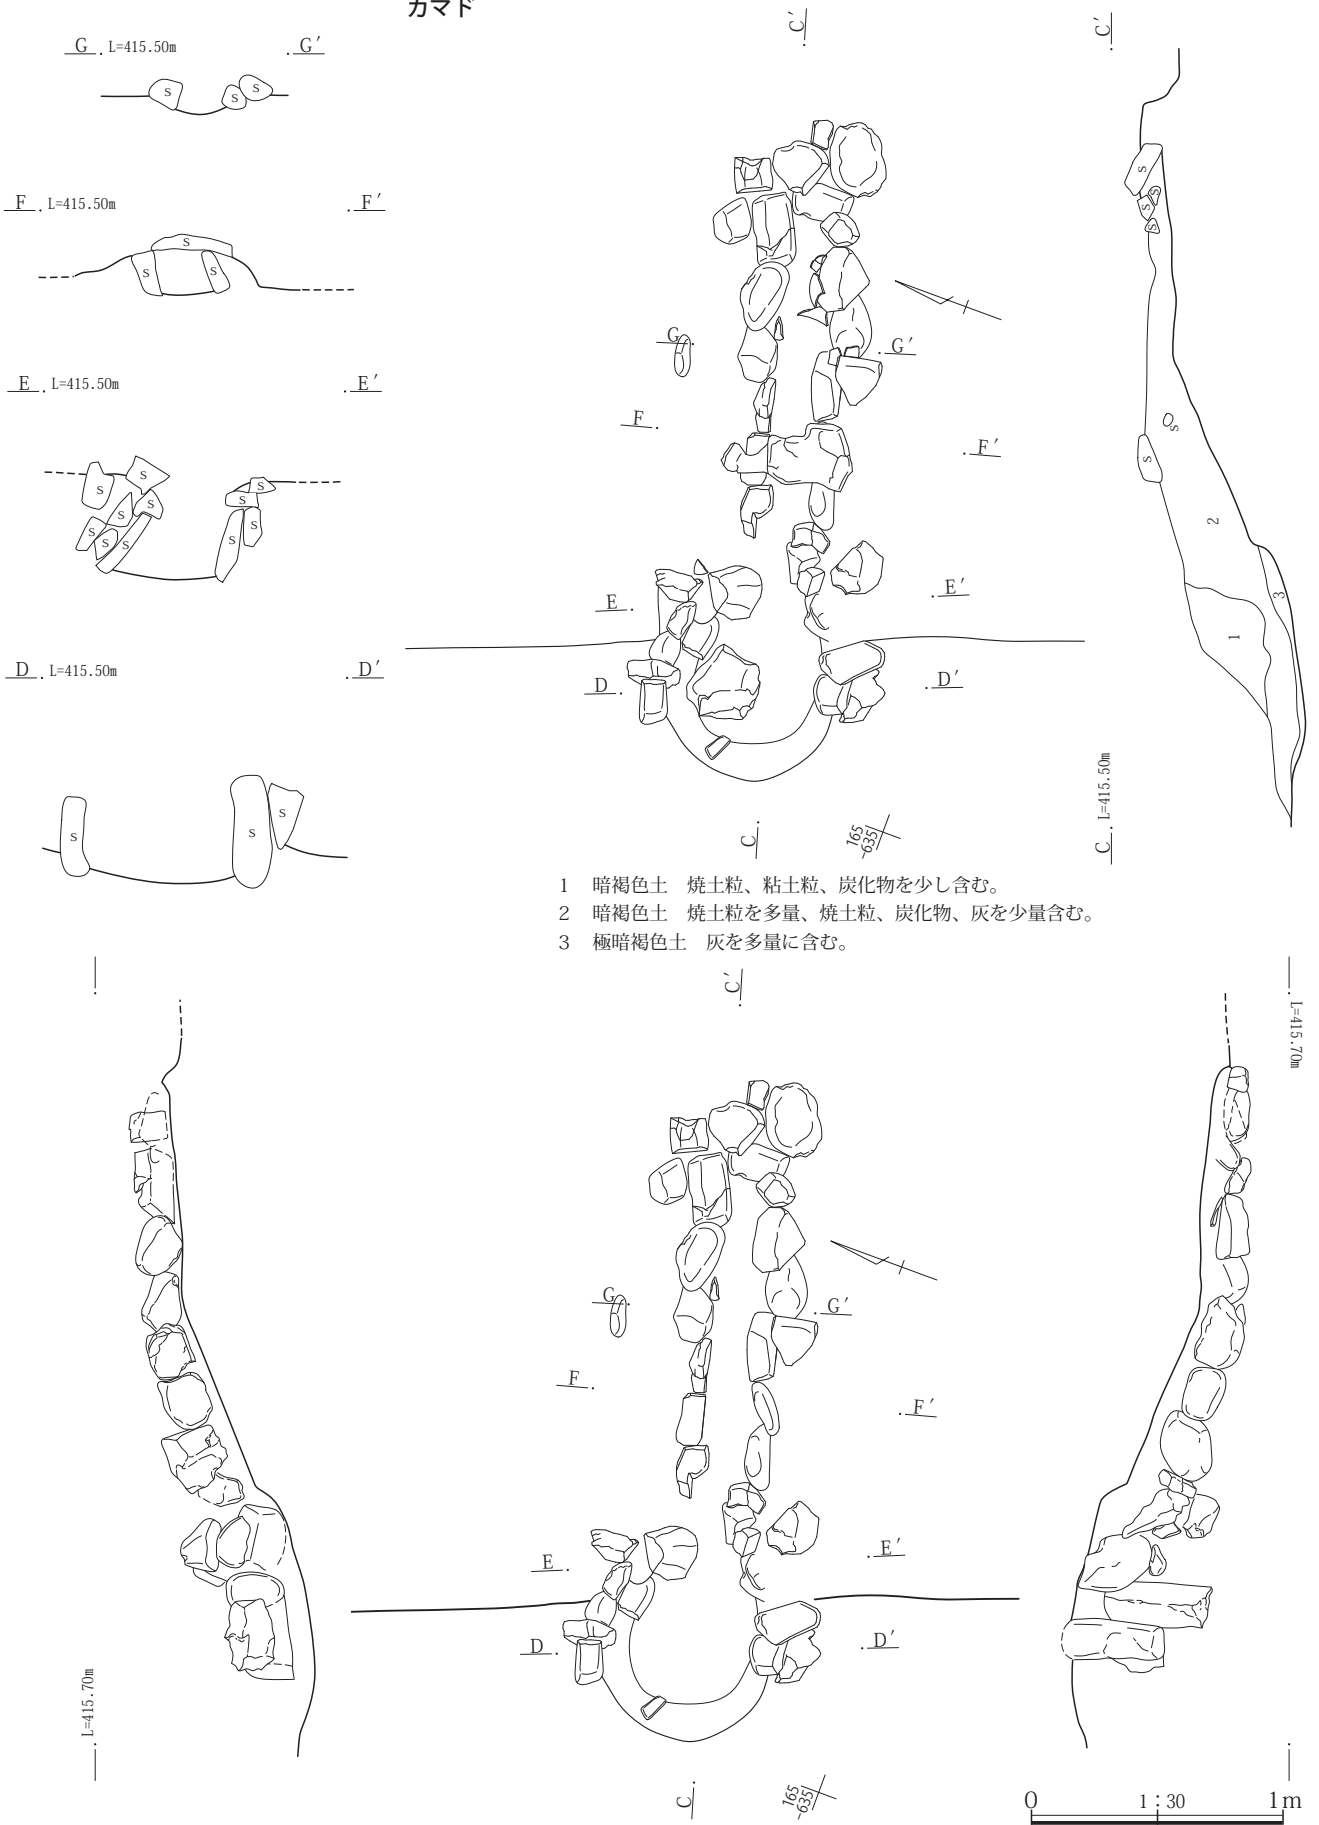 カマド
G . L=415.50m . G′
S S S
F . L=415.50m . F′
S S S
E . L=415.50m . E′
S S S S S S S S S S S
D . L=415.50m . D′
S S S
C′
G . . G′
F . . F′
E . . E′
D . . D′
C
165
-635
C′
S S S S
S S
2
3
1
C . L=415.50m
1 暗褐色土 焼土粒、粘土粒、炭化物を少し含む。
2 暗褐色土 焼土粒を多量、焼土粒、炭化物、灰を少量含む。
3 極暗褐色土 灰を多量に含む。
L=415.70m
C′
G . . G′
F . . F′
E . . E′
D . . D′
C
165
-635
L=415.70m
0 1：30 1m